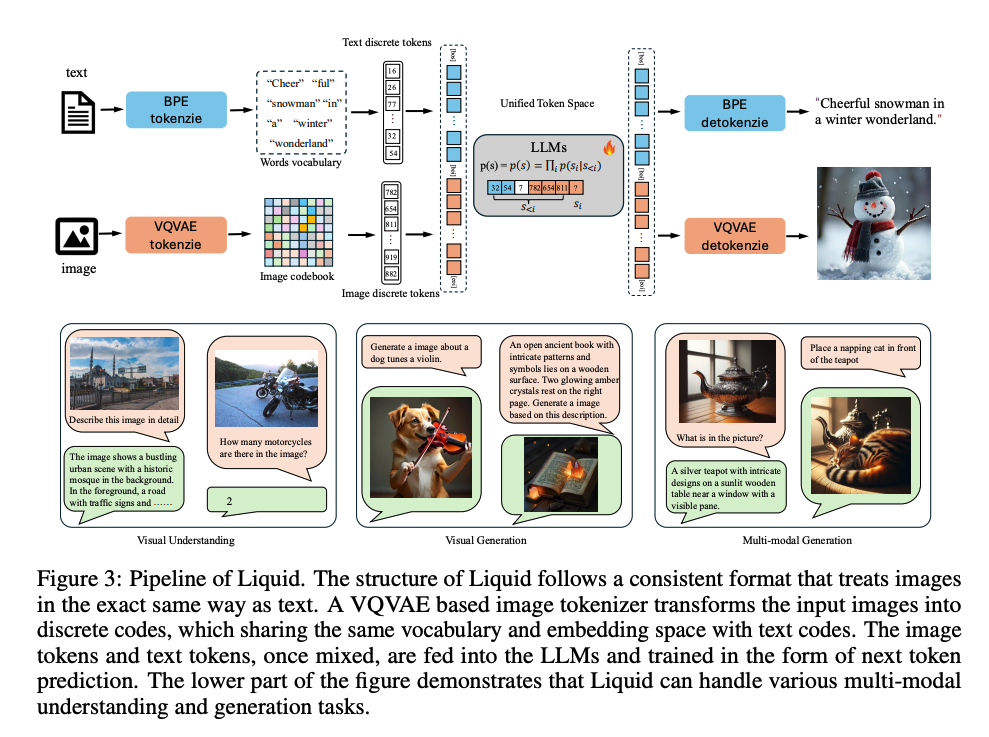 Text discrete tokens
text
BPE
tokenzie
"Cheer" "ful"
"snowman" "in"
"a" "winter"
"wonderland"
Words vocabulary
16
26
77
⋮
32
54
[bos]
⋮
[boi]
⋮
[eoi]
Unified Token Space
LLMs
p(s) = p(s) = ∏ᵢ p(sᵢ|s<ᵢ)
32 54 7 782 654 811 ?
s<ᵢ sᵢ
[bos]
⋮
[boi]
⋮
[eoi]
BPE
detokenzie
"Cheerful snowman in
a winter wonderland."
image
VQVAE
tokenzie
Image codebook
782
654
811
⋮
919
882
Image discrete tokens
VQVAE
detokenzie
Describe this image in detail
The image shows a bustling
urban scene with a historic
mosque in the background.
In the foreground, a road
with traffic signs and ……
How many motorcycles
are there in the image?
2
Visual Understanding
Generate a image about a
dog tunes a violin.
An open ancient book with
intricate patterns and
symbols lies on a wooden
surface. Two glowing amber
crystals rest on the right
page. Generate a image
based on this description.
Visual Generation
What is in the picture?
A silver teapot with intricate
designs on a sunlit wooden
table near a window with a
visible pane.
Place a napping cat in front
of the teapot
Multi-modal Generation
Figure 3: Pipeline of Liquid. The structure of Liquid follows a consistent format that treats images
in the exact same way as text. A VQVAE based image tokenizer transforms the input images into
discrete codes, which sharing the same vocabulary and embedding space with text codes. The image
tokens and text tokens, once mixed, are fed into the LLMs and trained in the form of next token
prediction. The lower part of the figure demonstrates that Liquid can handle various multi-modal
understanding and generation tasks.